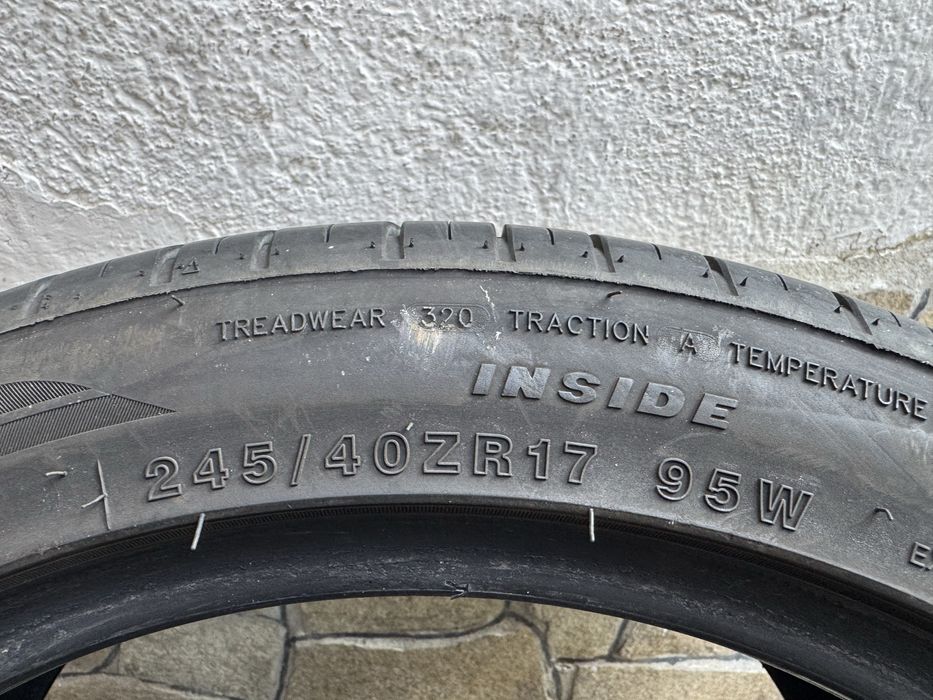 TREADWEAR 320 TRACTION A TEMPERATURE
INSIDE
245/40ZR17 95W